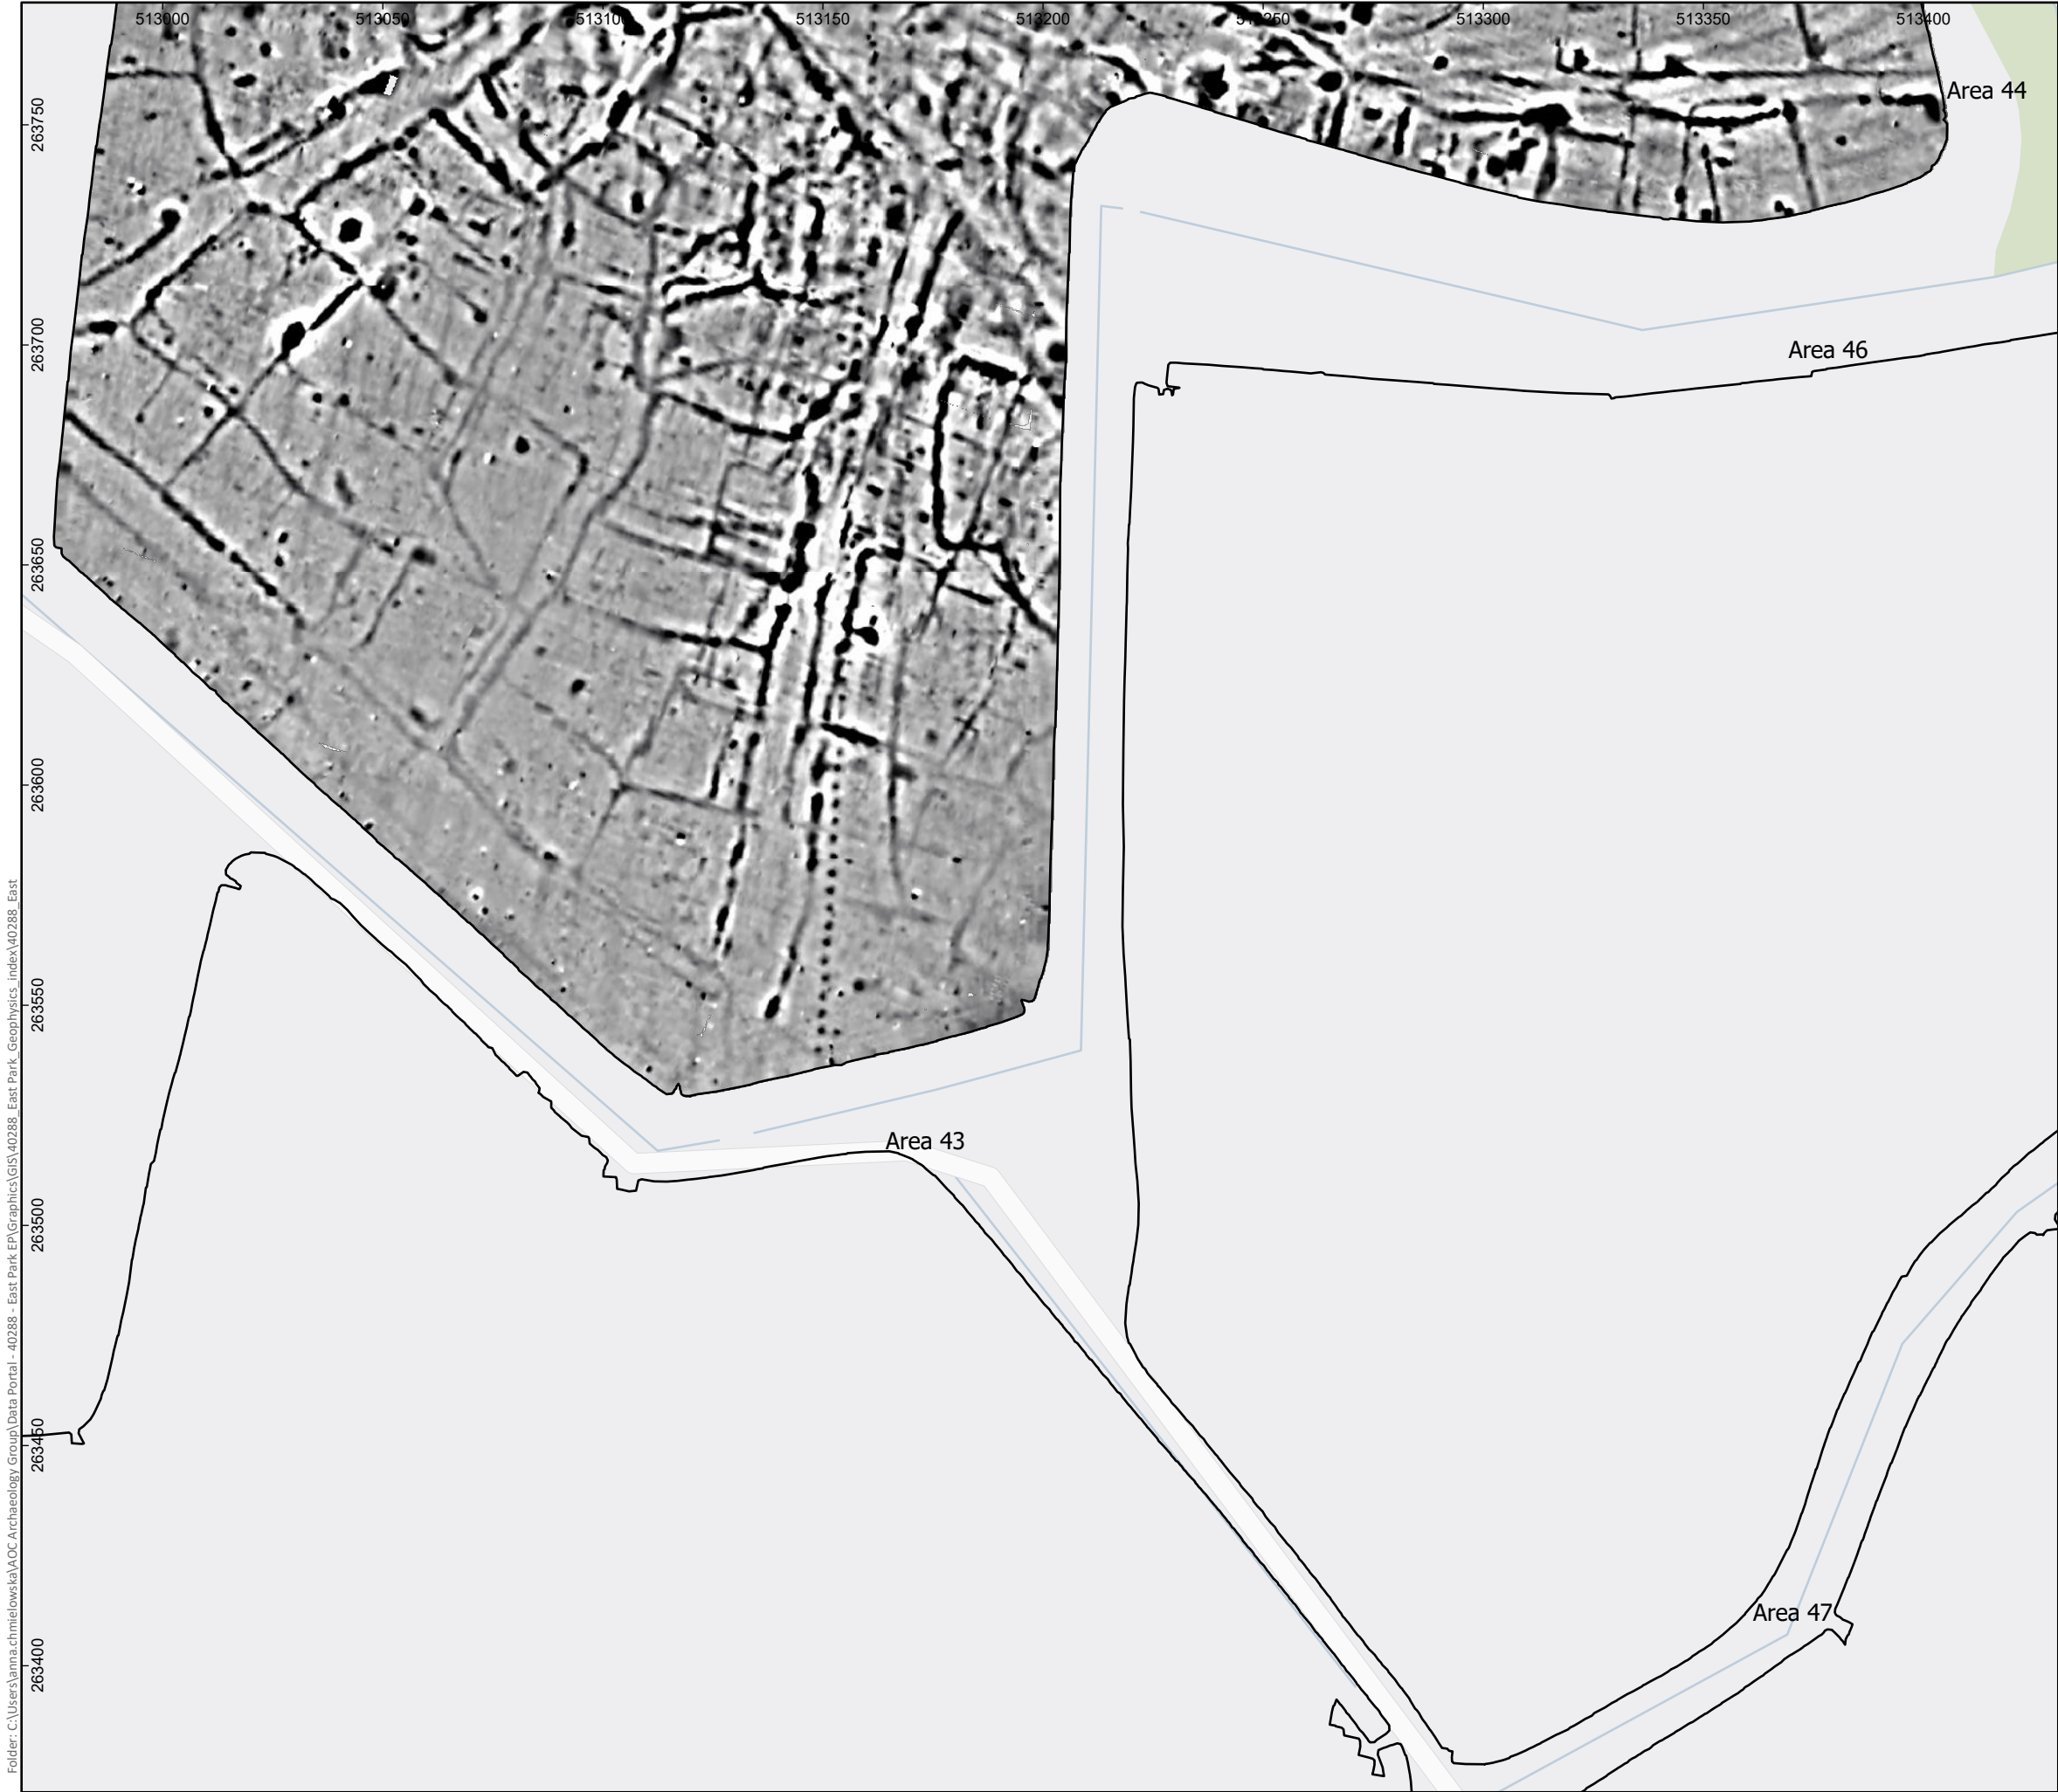 513000 513050 513100 513150 513200 513250 513300 513350 513400
Area 44
263750
263700
Area 46
263650
263600
263550
Area 43
263500
263450
Area 47
263400
Folder: C:\Users\anna.chmielowska\AOC Archaeology Group\Data Portal - 40288 - East Park EP\Graphics\GIS\40288_East Park_Geophysics_index\40288_East